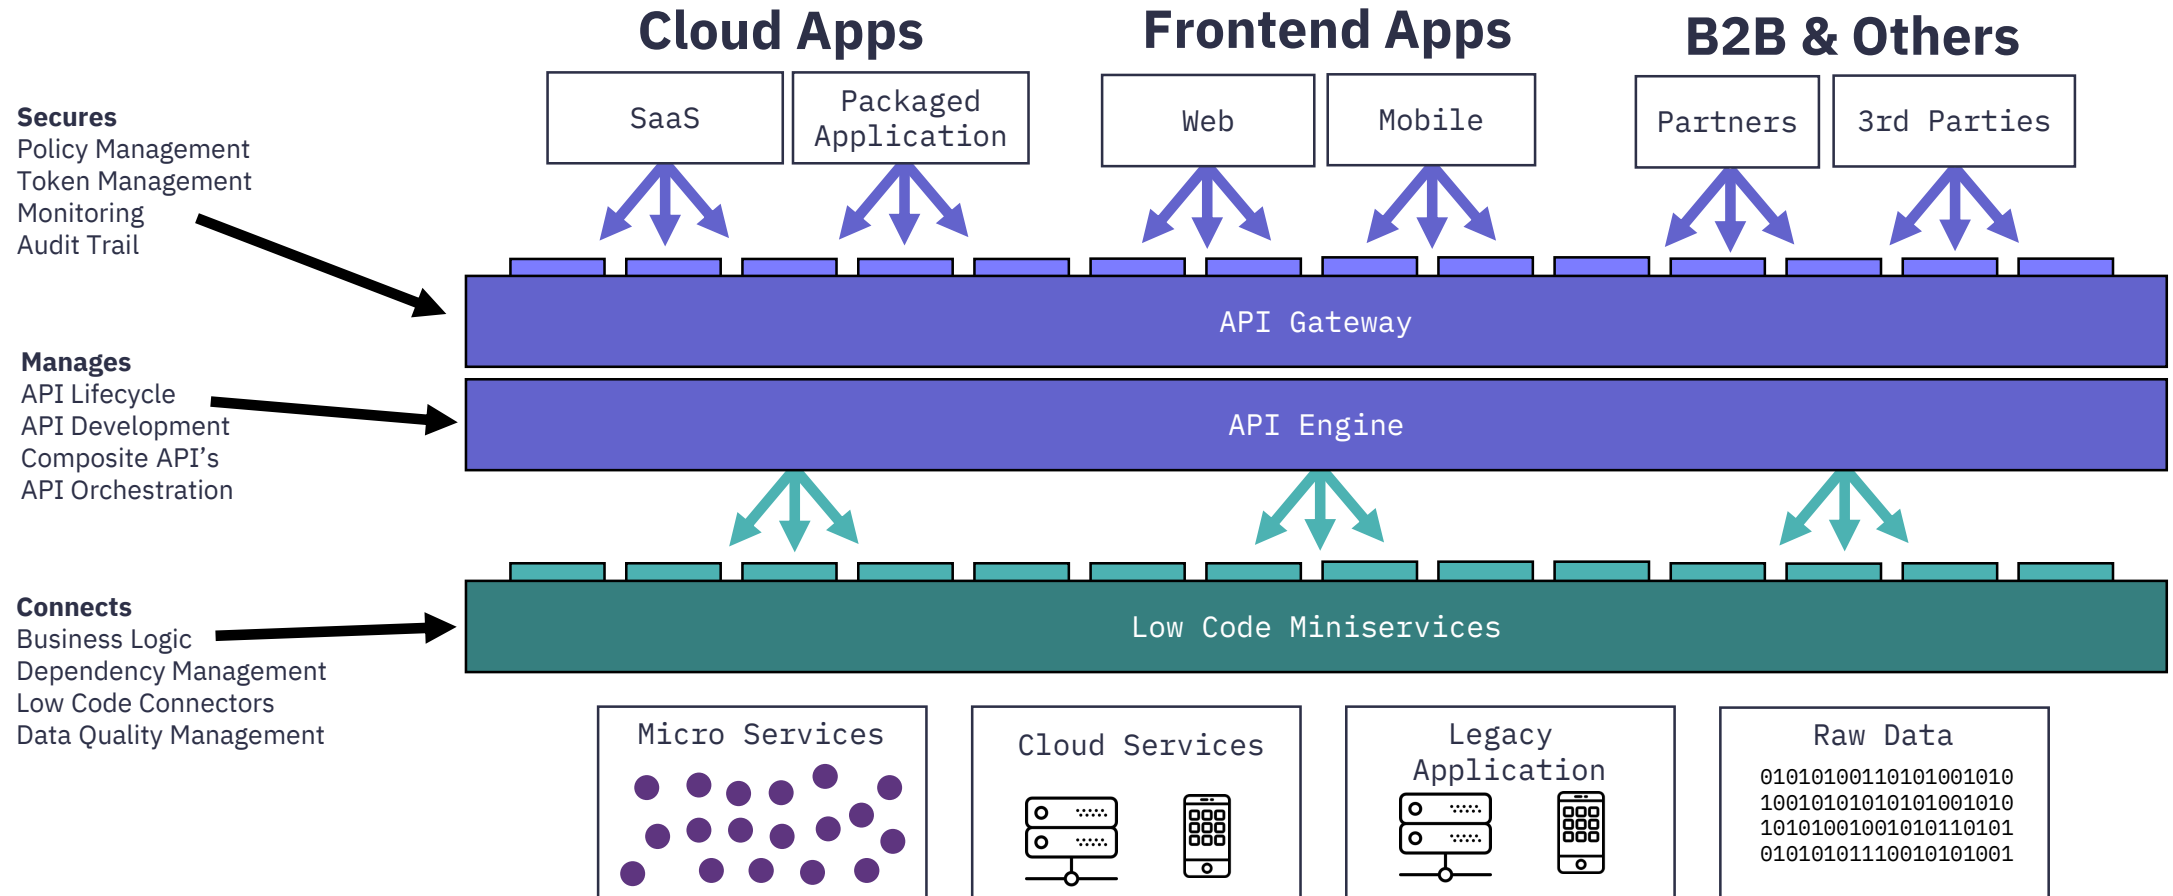 Cloud Apps
Frontend Apps
B2B & Others
SaaS
Packaged
Application
Web
Mobile
Partners
3rd Parties
Secures
Policy Management
Token Management
Monitoring
Audit Trail
API Gateway
Manages
API Lifecycle
API Development
Composite API’s
API Orchestration
API Engine
Connects
Business Logic
Dependency Management
Low Code Connectors
Data Quality Management
Low Code Miniservices
Micro Services
Cloud Services
Legacy
Application
Raw Data
01010100110101001010
10010101010101001010
10101001001010110101
01010101110010101001